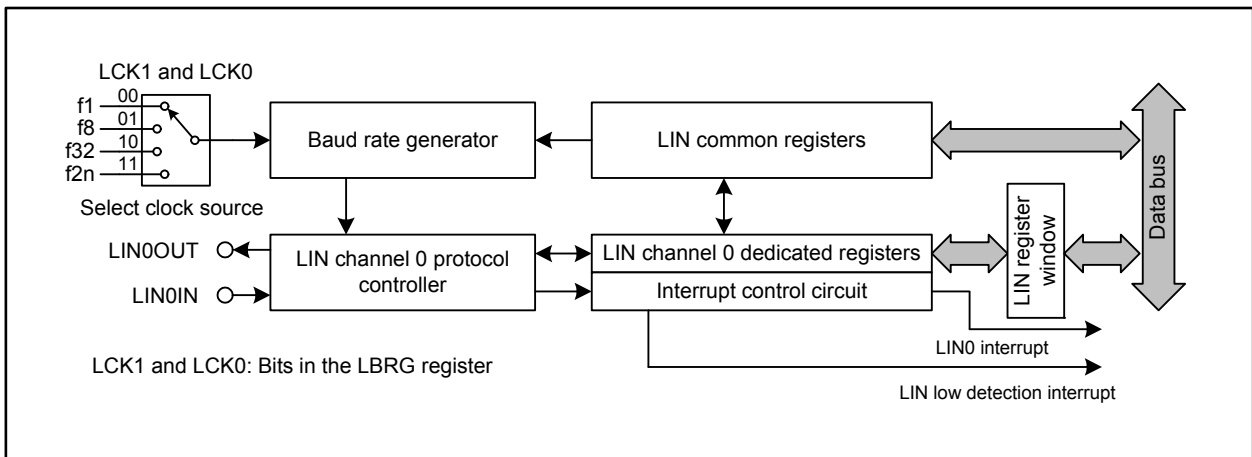 LCK1 and LCK0
f1
00
f8
01
f32
10
f2n
11
Select clock source
Baud rate generator
LIN common registers
LIN0OUT
LIN0IN
LIN channel 0 protocol
controller
LIN channel 0 dedicated registers
Interrupt control circuit
LIN register
window
Data bus
LIN0 interrupt
LIN low detection interrupt
LCK1 and LCK0: Bits in the LBRG register